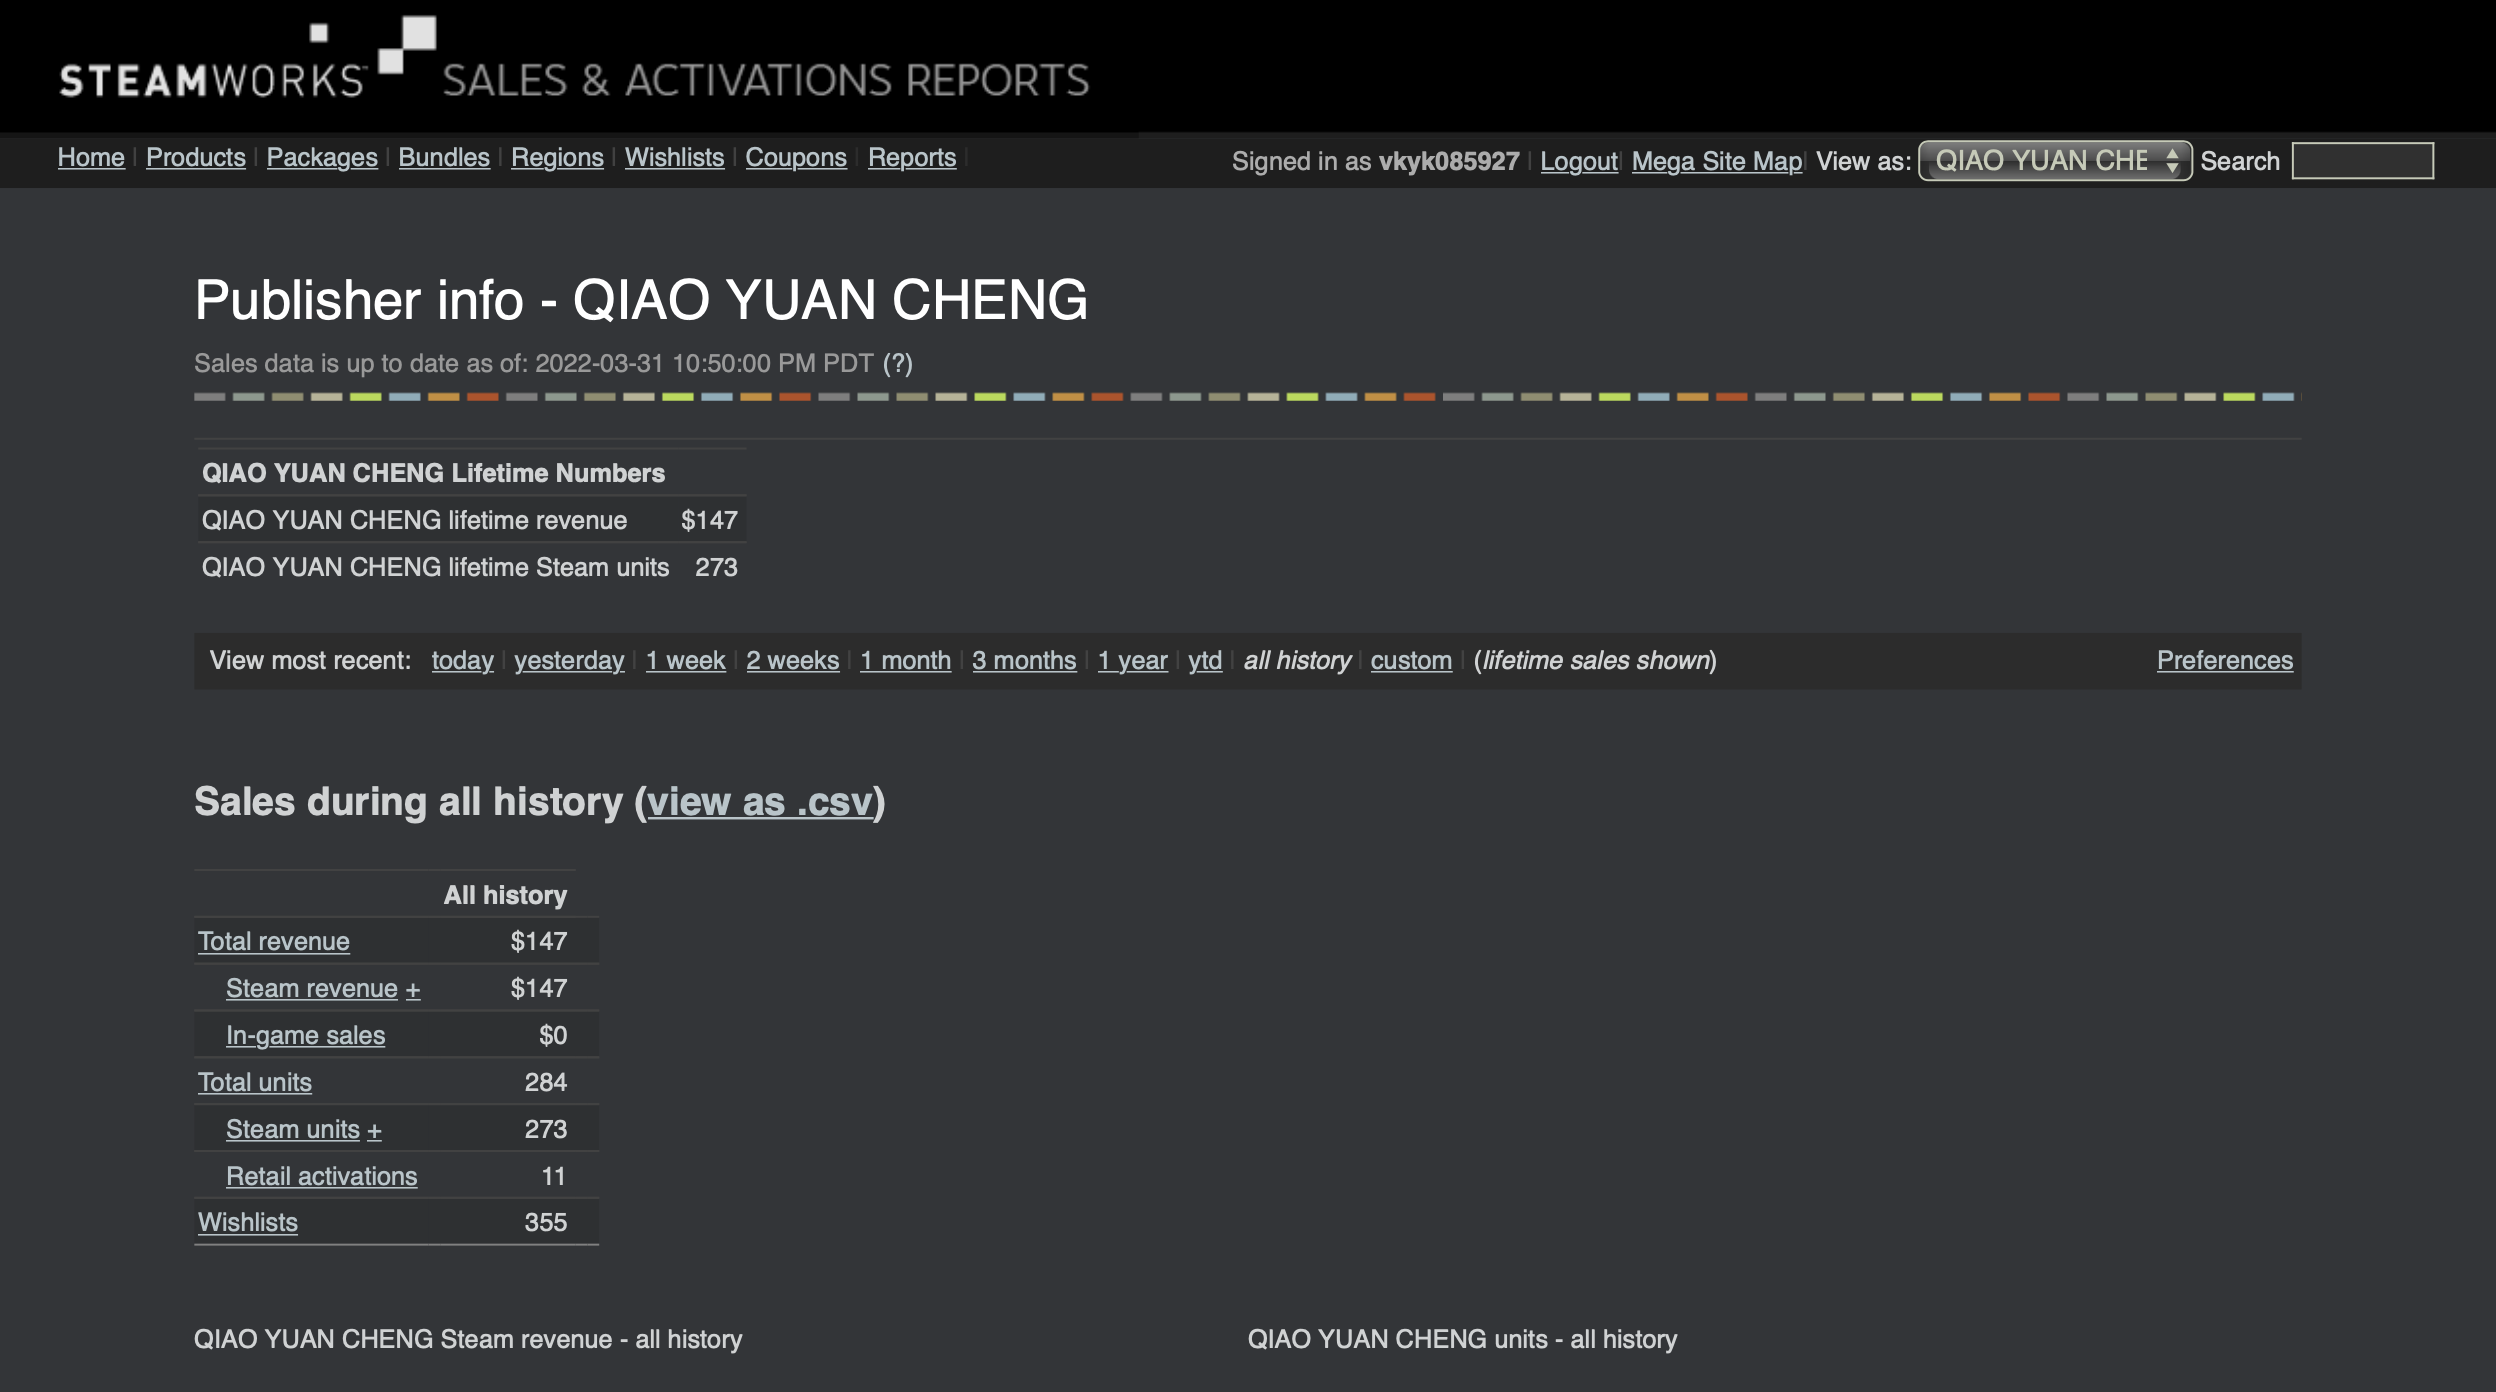 STEAMWORKS™ SALES & ACTIVATIONS REPORTS
Home Products Packages Bundles Regions Wishlists Coupons Reports Signed in as vkyk085927 Logout Mega Site Map View as: QIAO YUAN CHE Search
Publisher info - QIAO YUAN CHENG
Sales data is up to date as of: 2022-03-31 10:50:00 PM PDT (?)
QIAO YUAN CHENG Lifetime Numbers
QIAO YUAN CHENG lifetime revenue $147
QIAO YUAN CHENG lifetime Steam units 273
View most recent: today yesterday 1 week 2 weeks 1 month 3 months 1 year ytd all history custom (lifetime sales shown) Preferences
Sales during all history (view as .csv)
All history
Total revenue $147
Steam revenue + $147
In-game sales $0
Total units 284
Steam units + 273
Retail activations 11
Wishlists 355
QIAO YUAN CHENG Steam revenue - all history QIAO YUAN CHENG units - all history